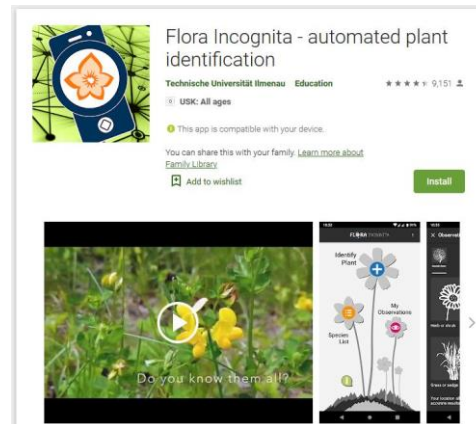 Flora Incognita - automated plant
identification
Technische Universität Ilmenau Education
9,151
USK: All ages
This app is compatible with your device.
You can share this with your family. Learn more about
Family Library
Add to wishlist
Install
Do you know them all?
FLORA INCOGNITA
Identify
Plant
My
Observations
Species
List